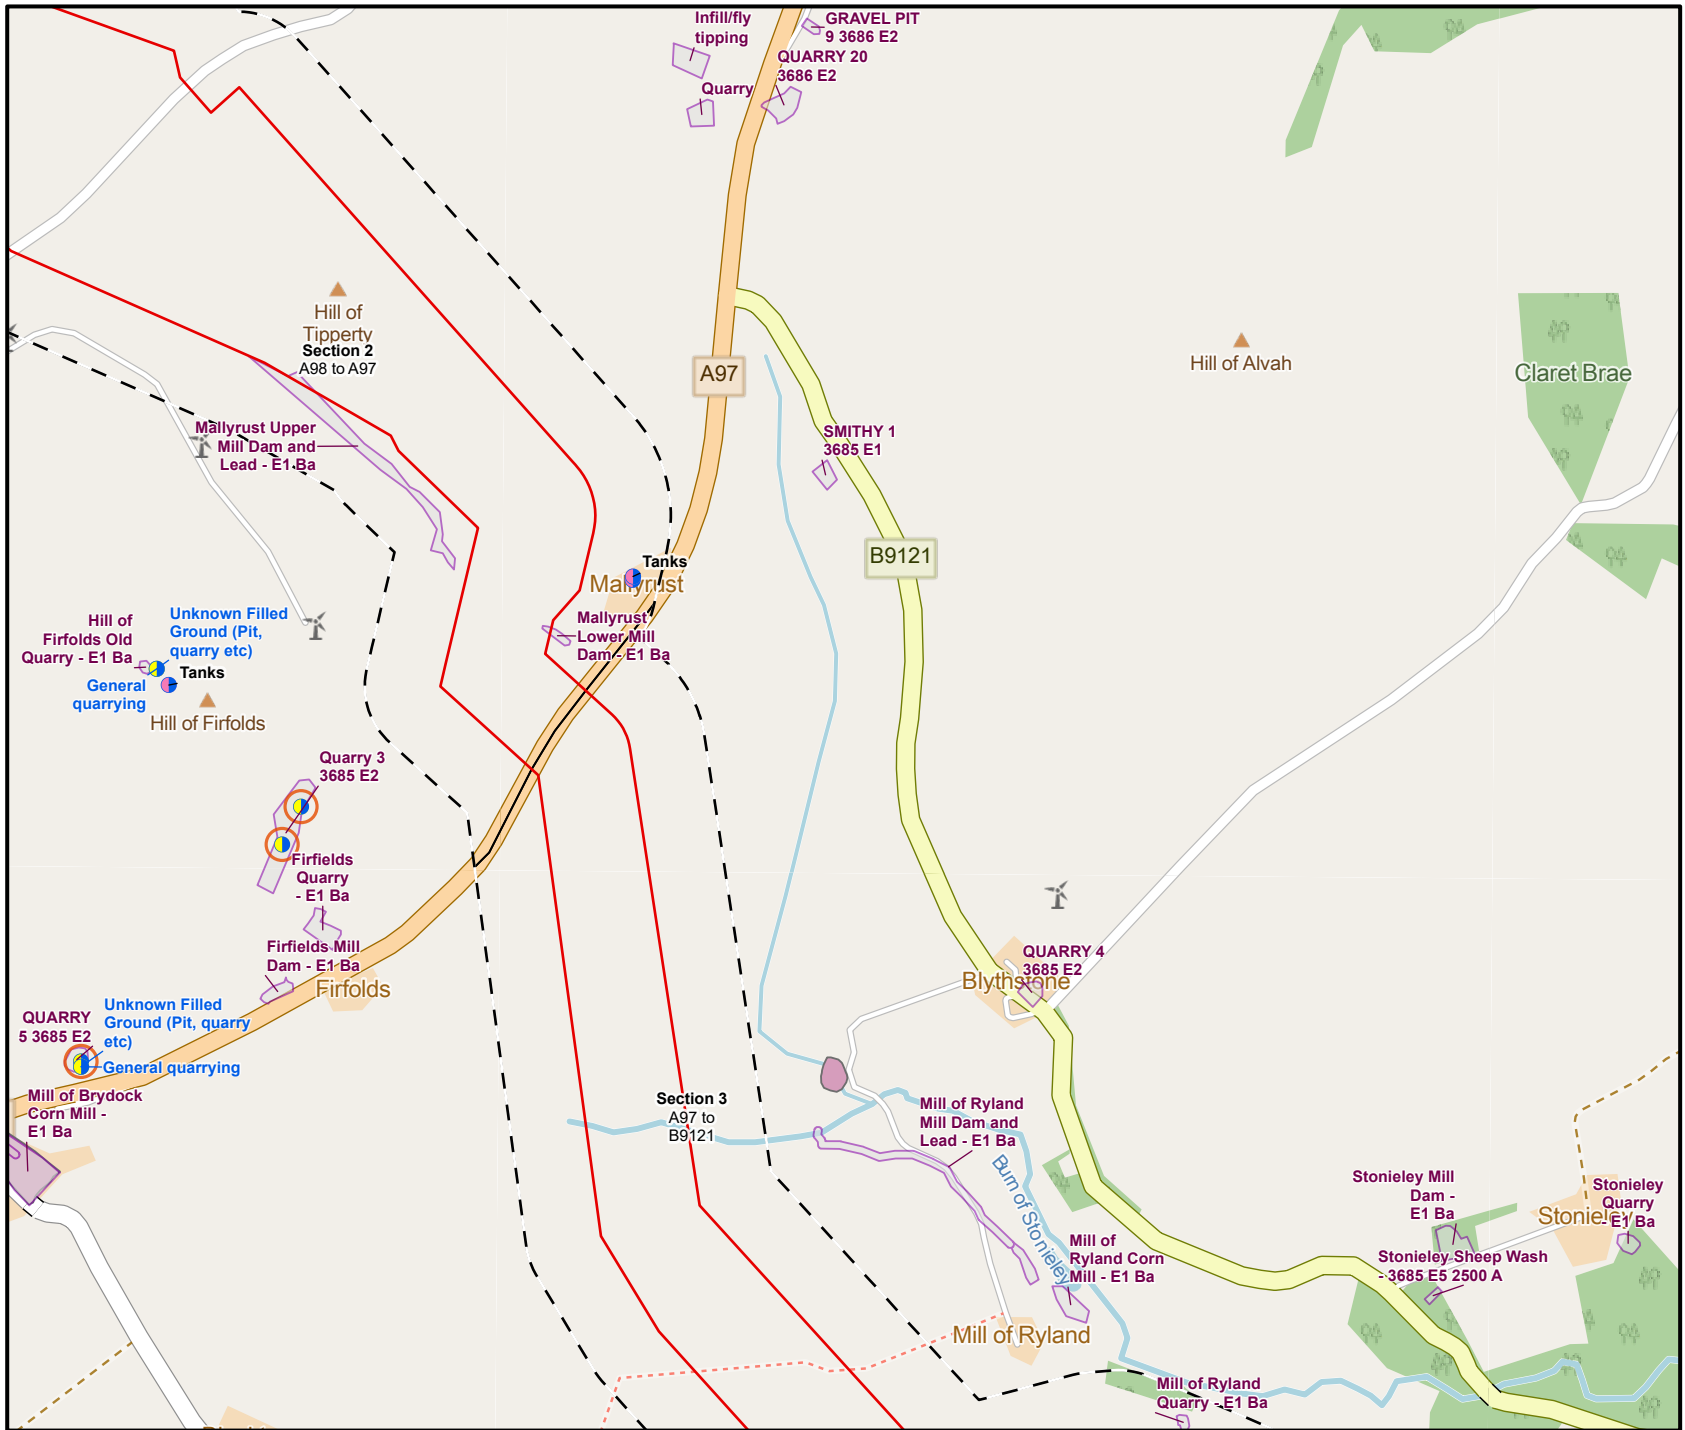 Infill/fly
tipping
GRAVEL PIT
9 3686 E2
QUARRY 20
3686 E2
Quarry
Hill of
Tipperty
Section 2
A98 to A97
A97
Hill of Alvah
Claret Brae
Mallyrust Upper
Mill Dam and
Lead - E1 Ba
SMITHY 1
3685 E1
B9121
Tanks
Mallyrust
Mallyrust
Lower Mill
Dam - E1 Ba
Hill of
Firfolds Old
Quarry - E1 Ba
Unknown Filled
Ground (Pit,
quarry etc)
Tanks
General
quarrying
Hill of Firfolds
Quarry 3
3685 E2
Firfields
Quarry
- E1 Ba
Firfields Mill
Dam - E1 Ba
Firfolds
QUARRY 4
3685 E2
Blythstone
QUARRY
5 3685 E2
Unknown Filled
Ground (Pit, quarry
etc)
General quarrying
Mill of Brydock
Corn Mill -
E1 Ba
Section 3
A97 to
B9121
Mill of Ryland
Mill Dam and
Lead - E1 Ba
Burn of Stonieley
Mill of
Ryland Corn
Mill - E1 Ba
Mill of Ryland
Stonieley Mill
Dam -
E1 Ba
Stonieley
Stonieley
Quarry
- E1 Ba
Stonieley Sheep Wash
- 3685 E5 2500 A
Mill of Ryland
Quarry - E1 Ba